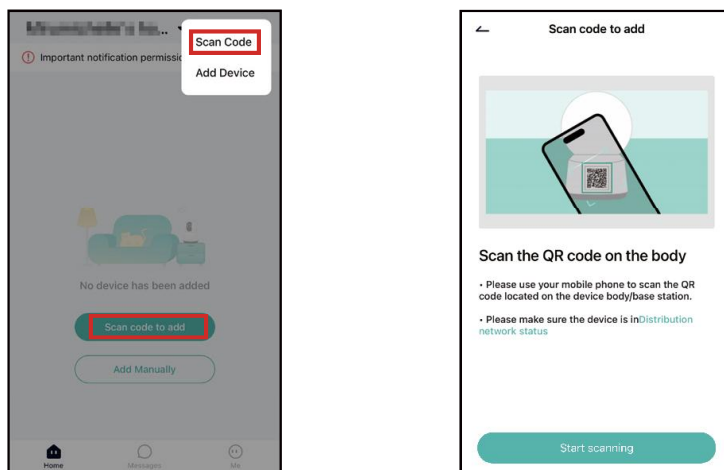 Scan Code
Important notification permissic
Add Device
No device has been added
Scan code to add
Add Manually
Home
Messages
Me
Scan code to add
Scan the QR code on the body
• Please use your mobile phone to scan the QR
code located on the device body/base station.
• Please make sure the device is inDistribution
network status
Start scanning